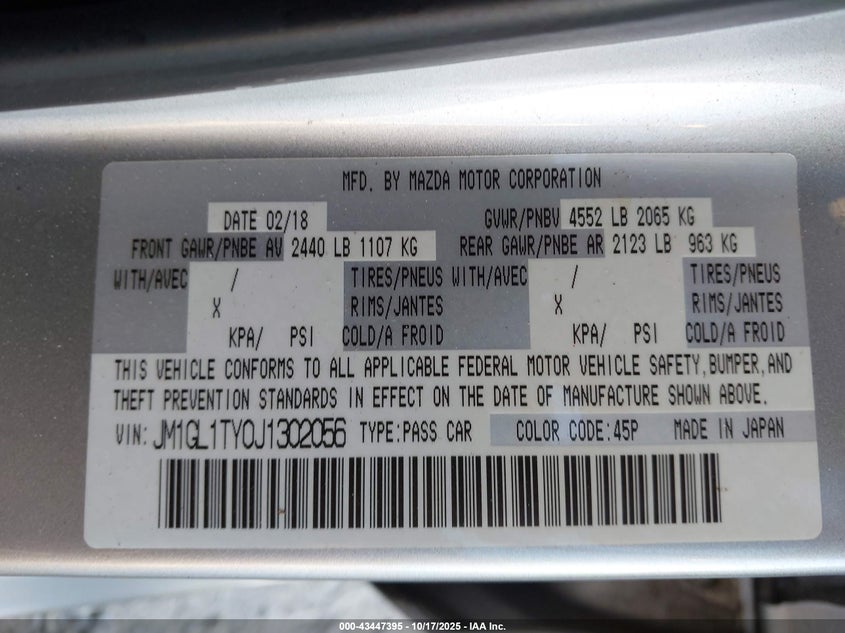 MFD. BY MAZDA MOTOR CORPORATION
DATE 02/18 GVWR/PNBV 4552 LB 2065 KG
FRONT GAWR/PNBE AV 2440 LB 1107 KG REAR GAWR/PNBE AR 2123 LB 963 KG
WITH/AVEC / TIRES/PNEUS WITH/AVEC / TIRES/PNEUS
X RIMS/JANTES X RIMS/JANTES
KPA/ PSI COLD/A FROID KPA/ PSI COLD/A FROID
THIS VEHICLE CONFORMS TO ALL APPLICABLE FEDERAL MOTOR VEHICLE SAFETY,BUMPER,AND
THEFT PREVENTION STANDARDS IN EFFECT ON THE DATE OF MANUFACTURE SHOWN ABOVE.
VIN: JM1GL1TY0J1302056 TYPE:PASS CAR COLOR CODE:45P MADE IN JAPAN
000-43447395 - 10/17/2025 - IAA Inc.